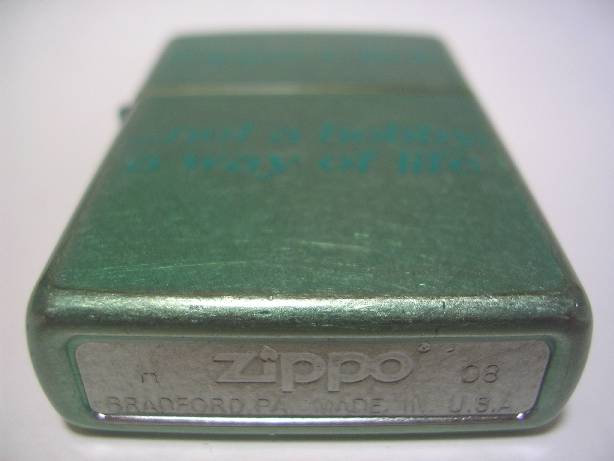 ...not a hobby,
a way of life
H zippo 08
BRADFORD, PA. MADE IN U.S.A